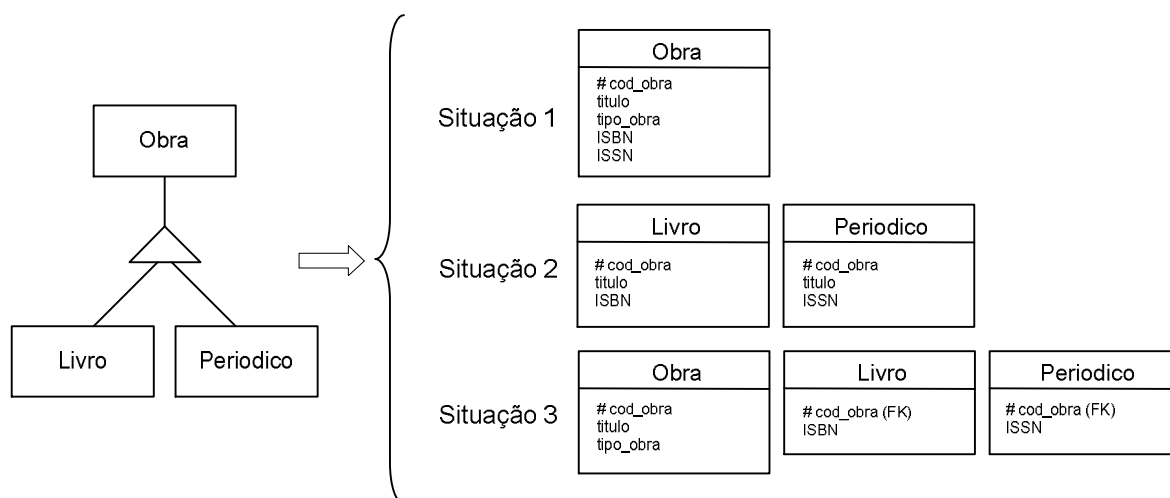 Obra
Livro
Periodico
Situação 1
Obra
# cod_obra
titulo
tipo_obra
ISBN
ISSN
Situação 2
Livro
# cod_obra
titulo
ISBN
Periodico
# cod_obra
titulo
ISSN
Situação 3
Obra
# cod_obra
titulo
tipo_obra
Livro
# cod_obra (FK)
ISBN
Periodico
# cod_obra (FK)
ISSN